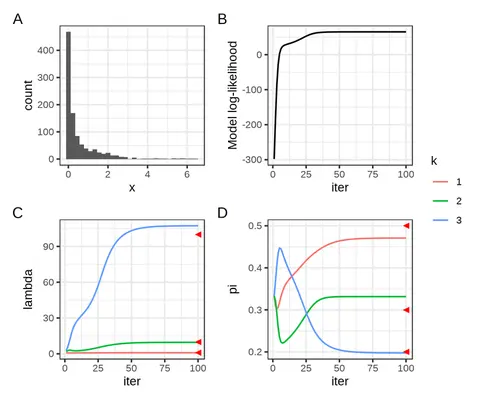 A
count
400
300
200
100
0
0 2 4 6
x
B
Model log-likelihood
0
-100
-200
-300
0 25 50 75 100
iter
k
1
2
3
C
lambda
90
60
30
0
0 25 50 75 100
iter
D
pi
0.5
0.4
0.3
0.2
0 25 50 75 100
iter